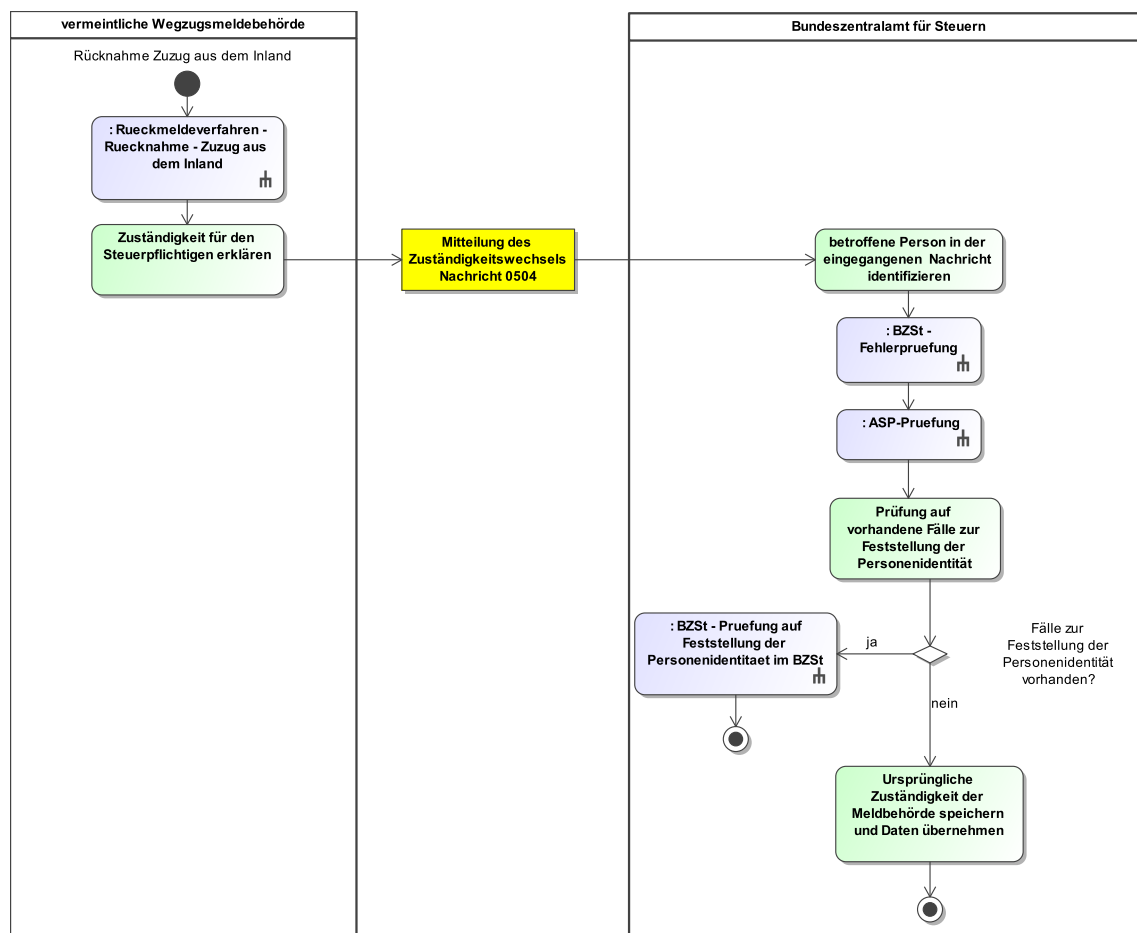 vermeintliche Wegzugsmeldebehörde
Bundeszentralamt für Steuern
Rücknahme Zuzug aus dem Inland
: Rueckmeldeverfahren -
Ruecknahme - Zuzug aus
dem Inland
Zuständigkeit für den
Steuerpflichtigen erklären
Mitteilung des
Zuständigkeitswechsels
Nachricht 0504
betroffene Person in der
eingegangenen Nachricht
identifizieren
: BZSt -
Fehlerpruefung
: ASP-Pruefung
Prüfung auf
vorhandene Fälle zur
Feststellung der
Personenidentität
: BZSt - Pruefung auf
Feststellung der
Personenidentitaet im BZSt
ja
Fälle zur
Feststellung der
Personenidentität
vorhanden?
nein
Ursprüngliche
Zuständigkeit der
Meldbehörde speichern
und Daten übernehmen